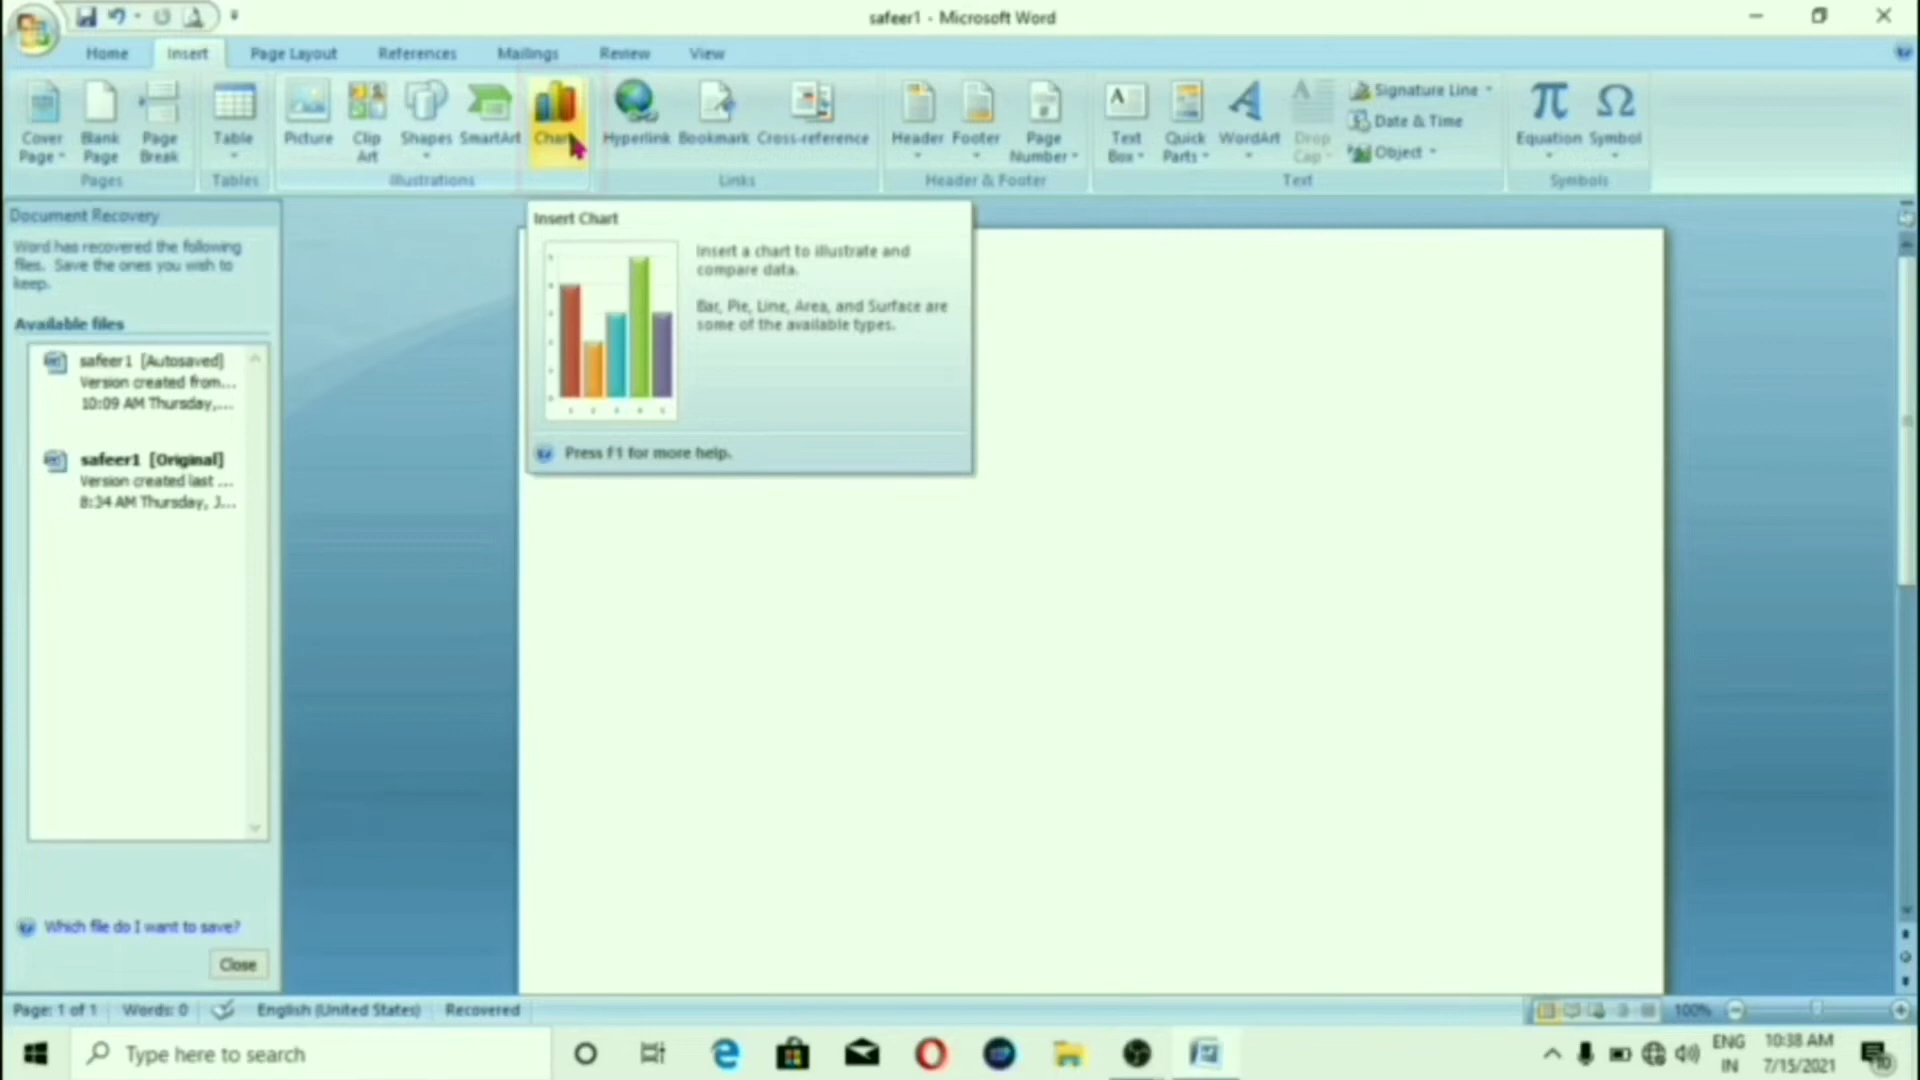 safeer1 - Microsoft Word
Home Insert Page Layout References Mailings Review View
Cover Page
Blank Page
Page Break
Table
Picture
Clip Art
Shapes
SmartArt
Chart
Hyperlink
Bookmark
Cross-reference
Header
Footer
Page Number
Text Box
Quick Parts
WordArt
Drop Cap
Signature Line
Date & Time
Object
Equation
Symbol
Pages Tables Illustrations Links Header & Footer Text Symbols
Document Recovery
Word has recovered the following
files. Save the ones you wish to
keep.
Available files
safeer1 [Autosaved]
Version created from...
10:09 AM Thursday,...
safeer1 [Original]
Version created last ...
8:34 AM Thursday, J...
Which file do I want to save?
Close
Insert Chart
Insert a chart to illustrate and
compare data.
Bar, Pie, Line, Area, and Surface are
some of the available types.
Press F1 for more help.
Page: 1 of 1 Words: 0 English (United States) Recovered 100%
Type here to search
ENG
IN
10:38 AM
7/15/2021